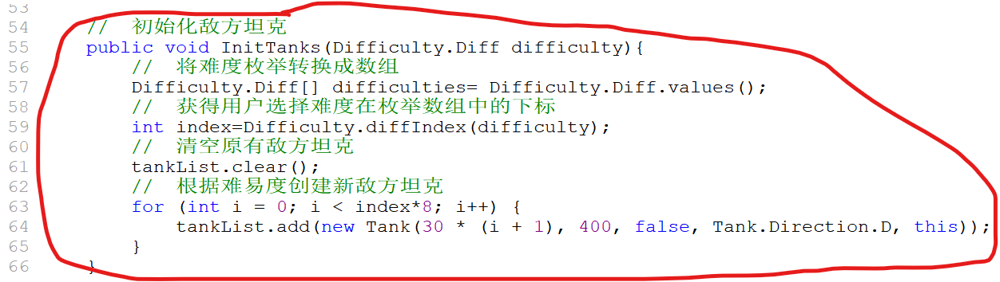 53
54 // 初始化敌方坦克
55 public void InitTanks(Difficulty.Diff difficulty){
56 // 将难度枚举转换成数组
57 Difficulty.Diff[] difficulties= Difficulty.Diff.values();
58 // 获得用户选择难度在枚举数组中的下标
59 int index=Difficulty.diffIndex(difficulty);
60 // 清空原有敌方坦克
61 tankList.clear();
62 // 根据难易度创建新敌方坦克
63 for (int i = 0; i < index*8; i++) {
64 tankList.add(new Tank(30 * (i + 1), 400, false, Tank.Direction.D, this));
65 }
66 }